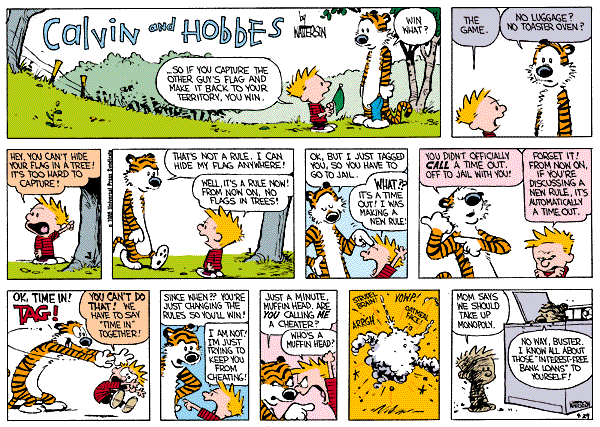 Calvin and Hobbes
by
WATTERSON
...SO IF YOU CAPTURE THE
OTHER GUY'S FLAG AND
MAKE IT BACK TO YOUR
TERRITORY, YOU WIN.
WIN
WHAT?
THE
GAME.
NO LUGGAGE?
NO TOASTER OVEN?
HEY, YOU CAN'T HIDE
YOUR FLAG IN A TREE!
IT'S TOO HARD TO
CAPTURE!
THAT'S NOT A RULE. I CAN
HIDE MY FLAG ANYWHERE!
WELL, IT'S A RULE NOW!
FROM NOW ON, NO
FLAGS IN TREES!
OK, BUT I JUST TAGGED
YOU, SO YOU HAVE TO
GO TO JAIL.
WHAT??
IT'S A TIME
OUT! I WAS
MAKING A
NEW RULE!
YOU DIDN'T OFFICIALLY
CALL A TIME OUT.
OFF TO JAIL WITH YOU!
FORGET IT!
FROM NOW ON,
IF YOU'RE
DISCUSSING A
NEW RULE, IT'S
AUTOMATICALLY
A TIME OUT.
OK, TIME IN!
TAG!
YOU CAN'T DO
THAT! WE
HAVE TO SAY
"TIME IN"
TOGETHER!
SINCE WHEN?? YOU'RE
JUST CHANGING THE
RULES SO YOU'LL WIN!
I AM NOT!
I'M JUST
TRYING TO
KEEP YOU
FROM
CHEATING!
JUST A MINUTE,
MUFFIN HEAD. ARE
YOU CALLING ME
A CHEATER?
WHO'S A
MUFFIN HEAD?
BRAIN!
YOWP!
ARRGH
OATMEAL
FACE!
MOM SAYS
WE SHOULD
TAKE UP
MONOPOLY.
NO WAY, BUSTER.
I KNOW ALL ABOUT
THOSE "INTEREST-FREE
BANK LOANS" TO
YOURSELF!
WATTERSON